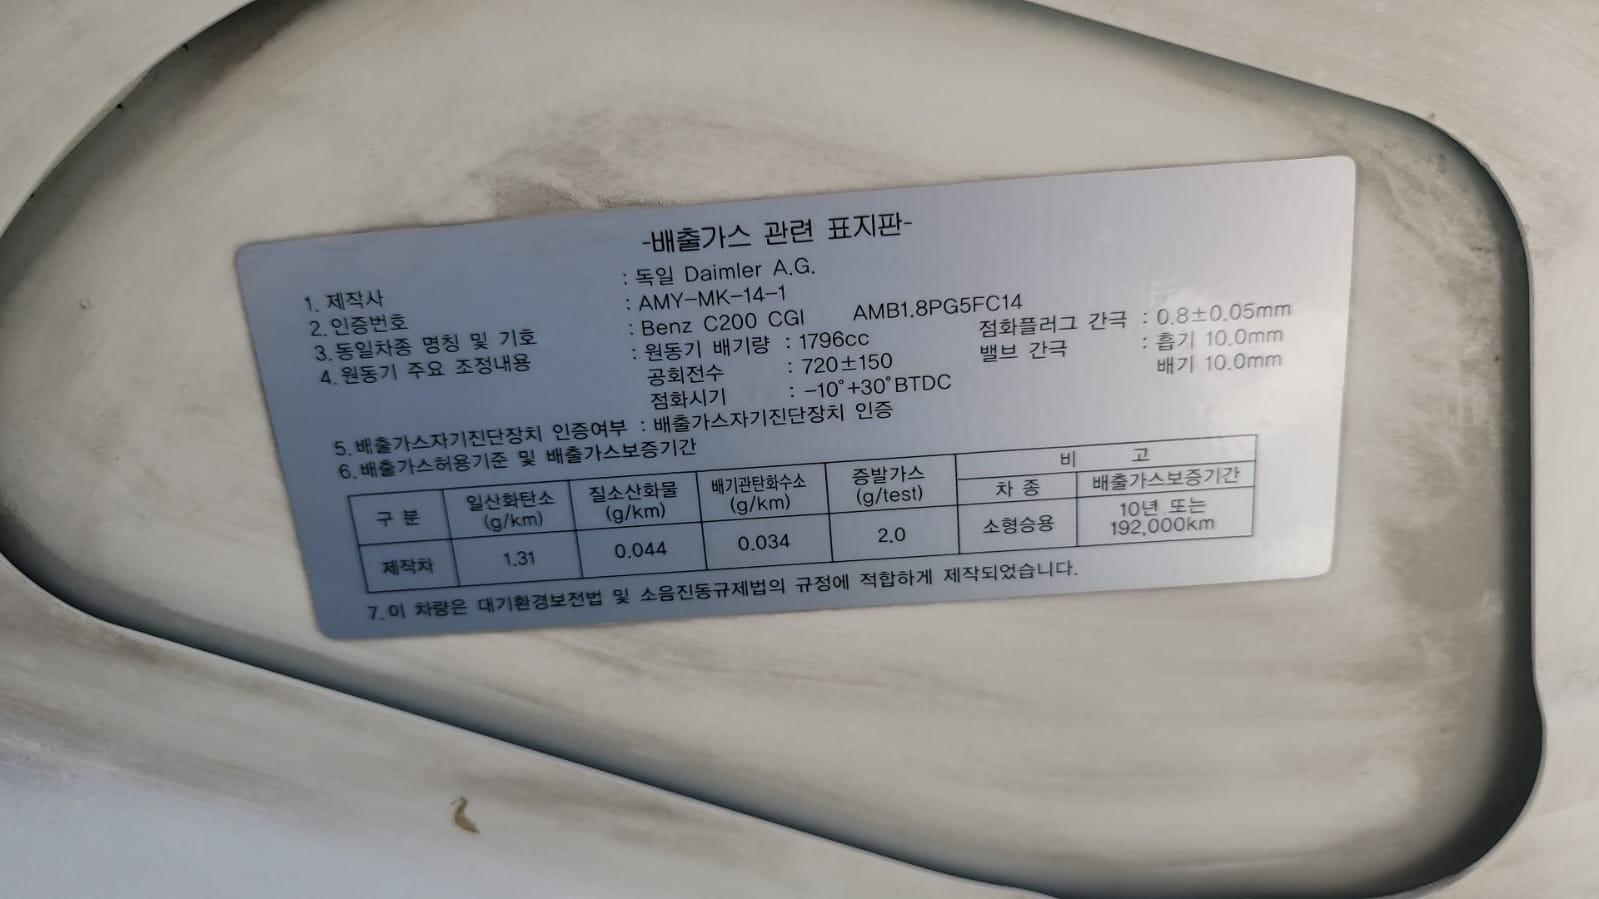 -배출가스 관련 표지판-
1. 제작사 : 독일 Daimler A.G.
2. 인증번호 : AMY-MK-14-1
3. 동일차종 명칭 및 기호 : Benz C200 CGI AMB1.8PG5FC14
4. 원동기 주요 조정내용 : 원동기 배기량 : 1796cc 점화플러그 간극 : 0.8±0.05mm
공회전수 : 720±150 밸브 간극 : 흡기 10.0mm
점화시기 : -10°+30°BTDC 배기 10.0mm
5. 배출가스자기진단장치 인증여부 : 배출가스자기진단장치 인증
6. 배출가스허용기준 및 배출가스보증기간
구 분 일산화탄소 (g/km) 질소산화물 (g/km) 배기관탄화수소 (g/km) 증발가스 (g/test) 비 고
차 종 배출가스보증기간
제작차 1.31 0.044 0.034 2.0 소형승용 10년 또는 192,000km
7. 이 차량은 대기환경보전법 및 소음진동규제법의 규정에 적합하게 제작되었습니다.